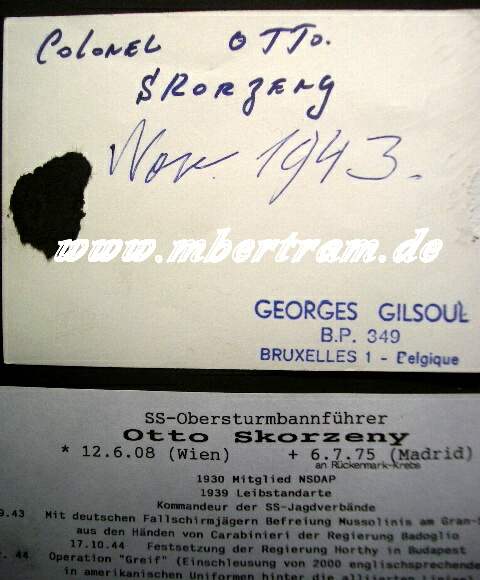 COLONEL OTTO.
SKORZENY
Nov. 1943.
www.mbertram.de
GEORGES GILSOUL
B.P. 349
BRUXELLES 1 - Belgique
SS-Obersturmbannführer
Otto Skorzeny
* 12.6.08 (Wien) + 6.7.75 (Madrid)
an Rückenmark-Krebs
1930 Mitglied NSDAP
1939 Leibstandarte
Kommandeur der SS-Jagdverbände
9.43 Mit deutschen Fallschirmjägern Befreiung Mussolinis am Gran-S
aus den Händen von Carabinieri der Regierung Badoglio
17.10.44 Festsetzung der Regierung Horthy in Budapest
. 44 Operation "Greif" (Einschleusung von 2000 englischsprechende
in amerikanischen Uniformen hinter die